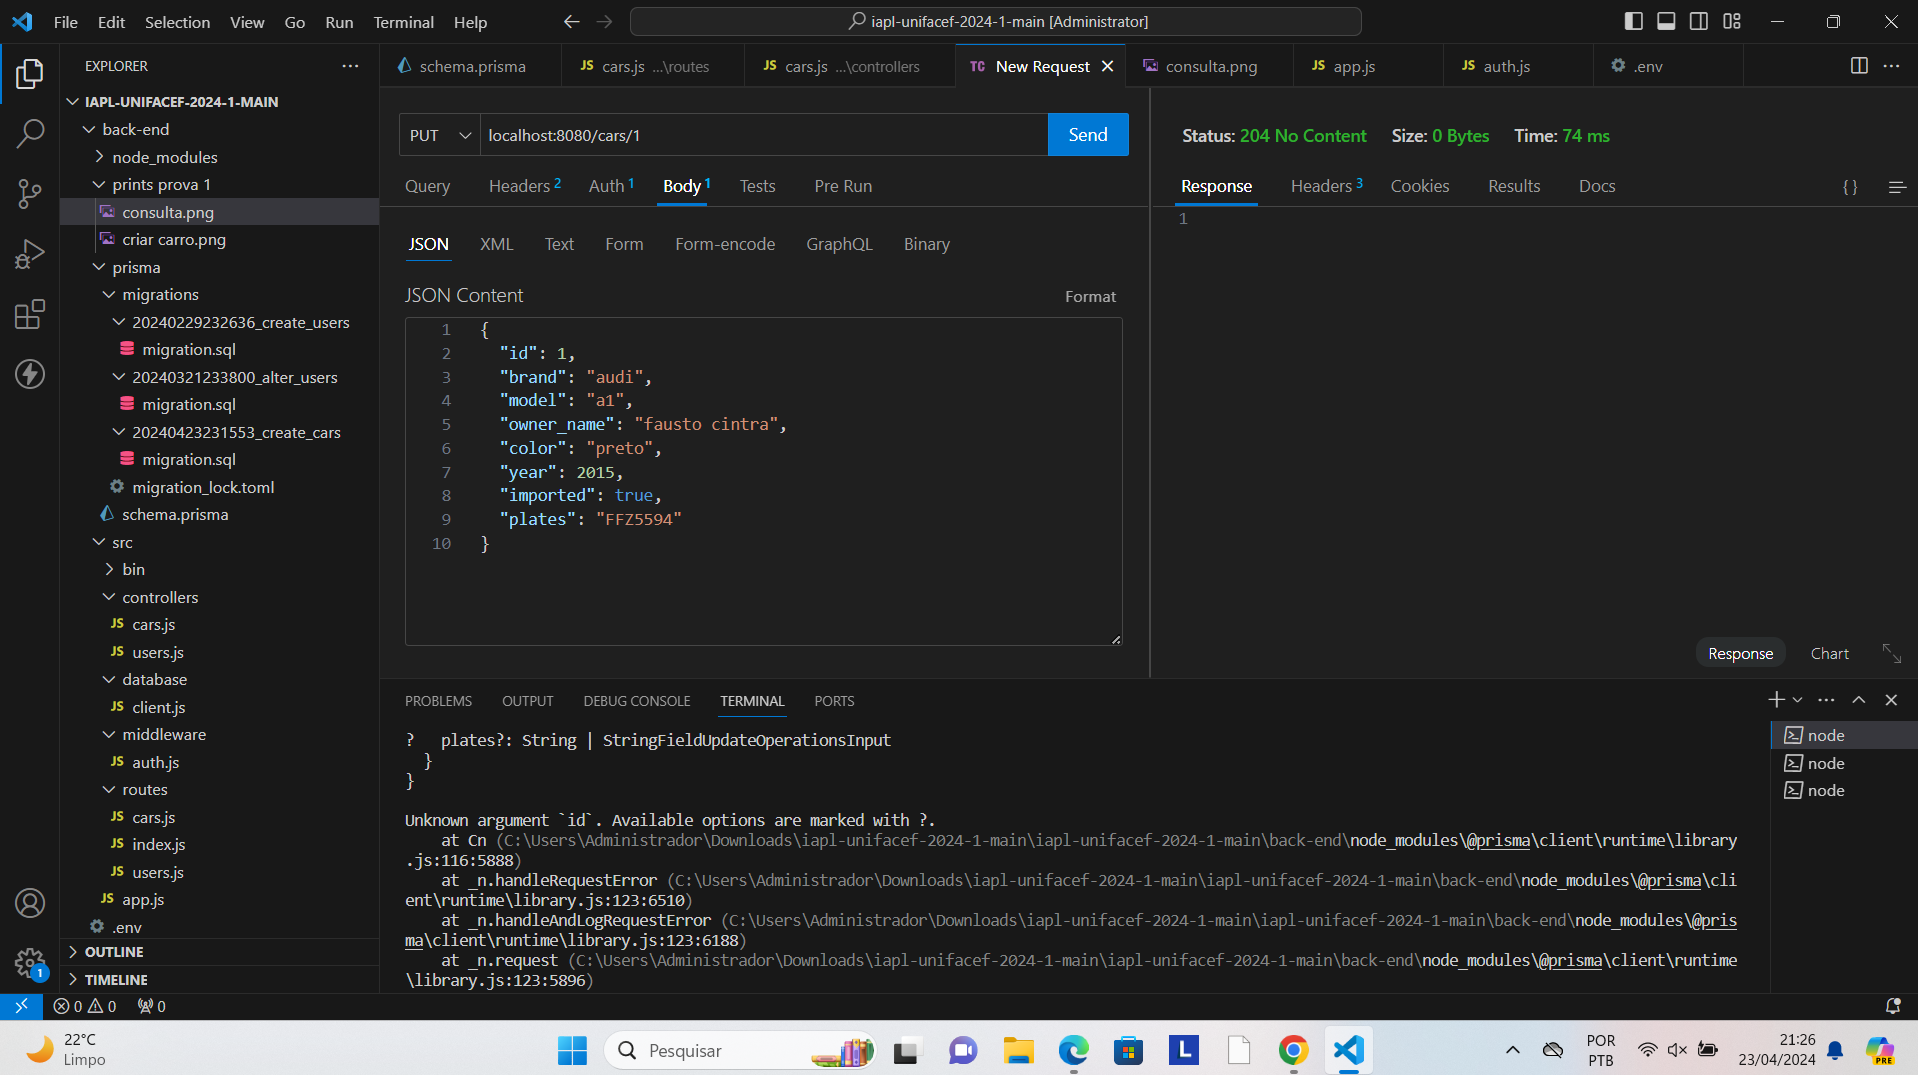 File Edit Selection View Go Run Terminal Help
iapl-unifacef-2024-1-main [Administrator]
EXPLORER
schema.prisma
JS cars.js ...\routes
JS cars.js ...\controllers
TC New Request
consulta.png
JS app.js
JS auth.js
.env
IAPL-UNIFACEF-2024-1-MAIN
back-end
node_modules
prints prova 1
consulta.png
criar carro.png
prisma
migrations
20240229232636_create_users
migration.sql
20240321233800_alter_users
migration.sql
20240423231553_create_cars
migration.sql
migration_lock.toml
schema.prisma
src
bin
controllers
JS cars.js
JS users.js
database
JS client.js
middleware
JS auth.js
routes
JS cars.js
JS index.js
JS users.js
JS app.js
.env
OUTLINE
TIMELINE
PUT localhost:8080/cars/1 Send
Query Headers 2 Auth 1 Body 1 Tests Pre Run
JSON XML Text Form Form-encode GraphQL Binary
JSON Content Format
1 {
2 "id": 1,
3 "brand": "audi",
4 "model": "a1",
5 "owner_name": "fausto cintra",
6 "color": "preto",
7 "year": 2015,
8 "imported": true,
9 "plates": "FFZ5594"
10 }
Status: 204 No Content Size: 0 Bytes Time: 74 ms
Response Headers 3 Cookies Results Docs { }
1
Response Chart
PROBLEMS OUTPUT DEBUG CONSOLE TERMINAL PORTS
? plates?: String | StringFieldUpdateOperationsInput
}
}
Unknown argument `id`. Available options are marked with ?.
at Cn (C:\Users\Administrador\Downloads\iapl-unifacef-2024-1-main\iapl-unifacef-2024-1-main\back-end\node_modules\@prisma\client\runtime\library
.js:116:5888)
at _n.handleRequestError (C:\Users\Administrador\Downloads\iapl-unifacef-2024-1-main\iapl-unifacef-2024-1-main\back-end\node_modules\@prisma\cli
ent\runtime\library.js:123:6510)
at _n.handleAndLogRequestError (C:\Users\Administrador\Downloads\iapl-unifacef-2024-1-main\iapl-unifacef-2024-1-main\back-end\node_modules\@pris
ma\client\runtime\library.js:123:6188)
at _n.request (C:\Users\Administrador\Downloads\iapl-unifacef-2024-1-main\iapl-unifacef-2024-1-main\back-end\node_modules\@prisma\client\runtime
\library.js:123:5896)
node
node
node
1
0 0 0
22°C
Limpo
Pesquisar
L
POR
PTB
21:26
23/04/2024
PRE